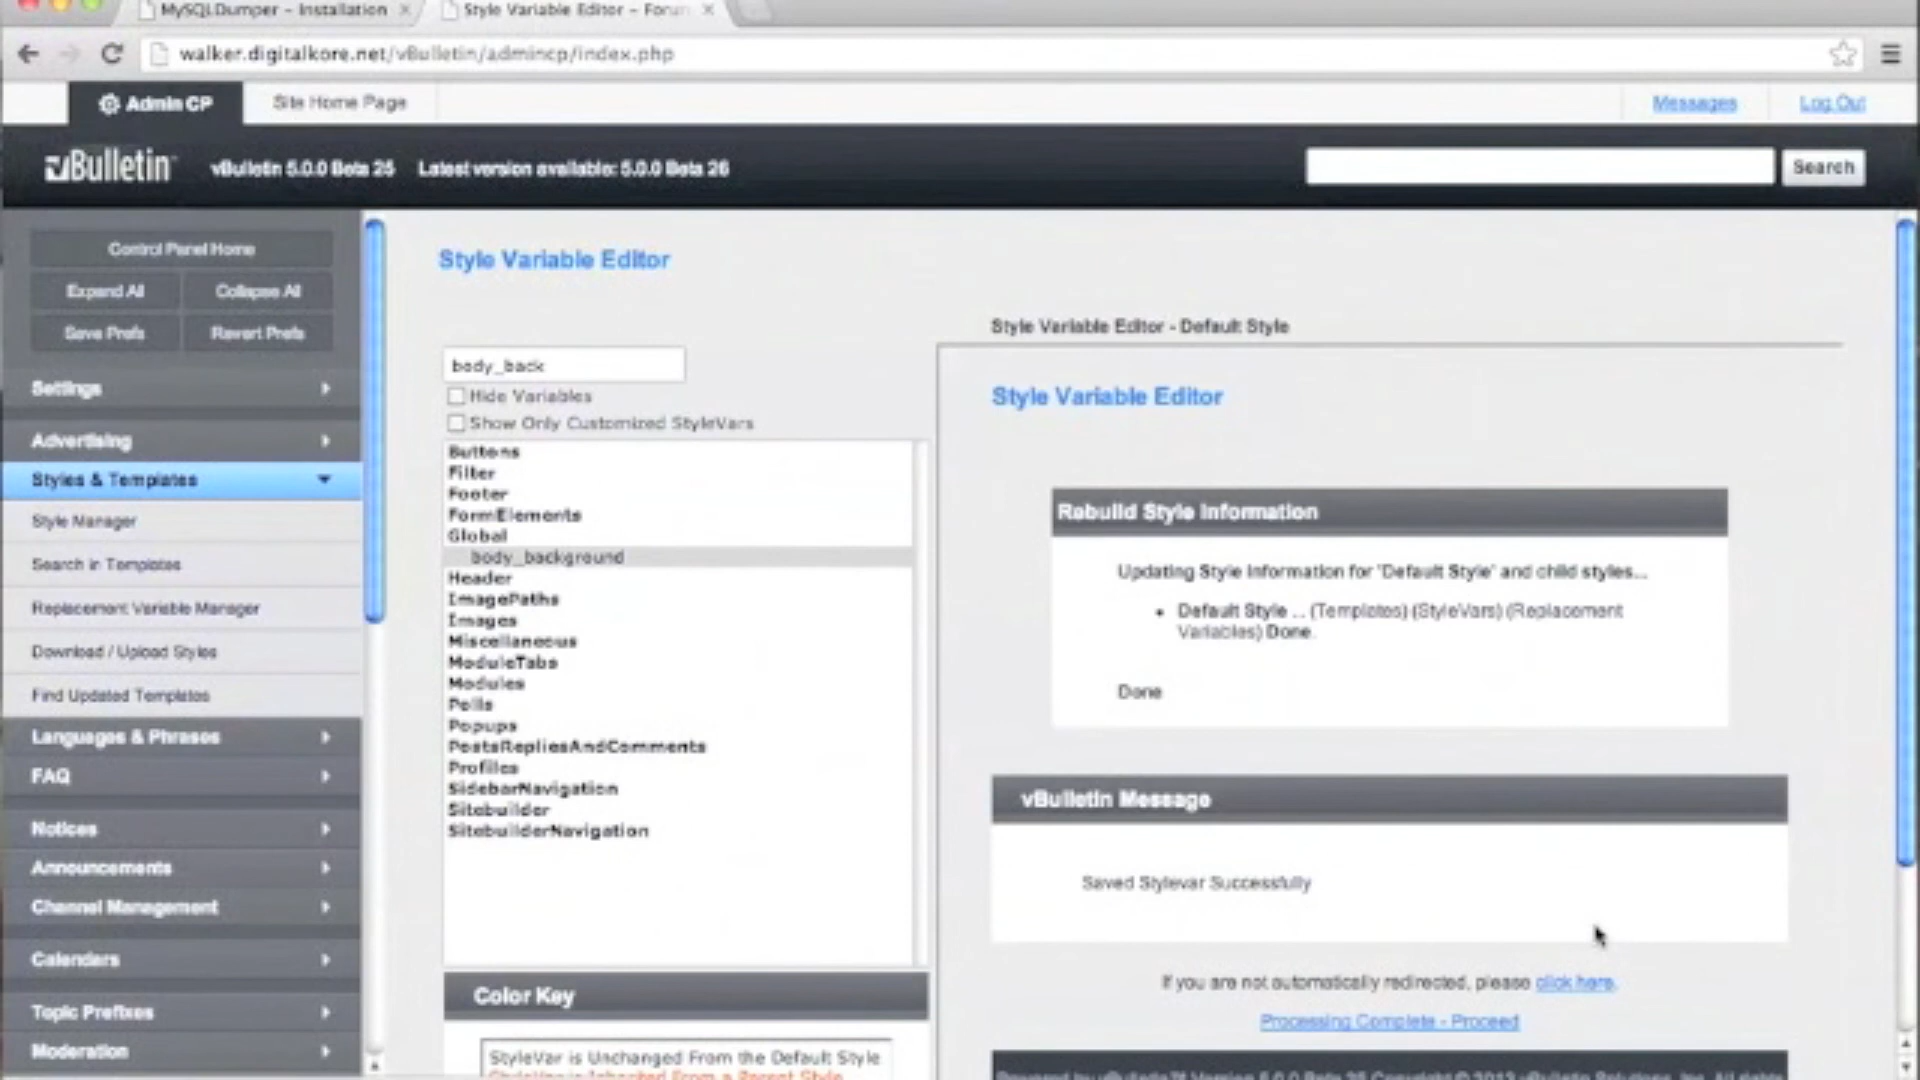 MySQLDumper - Installation
Style Variable Editor - Forum
walker.digitalkore.net/vBulletin/admincp/index.php
Admin CP
Site Home Page
Messages
Log Out
vBulletin
vBulletin 5.0.0 Beta 25
Latest version available: 5.0.0 Beta 26
Search
Control Panel Home
Expand All
Collapse All
Save Prefs
Revert Prefs
Settings
Advertising
Styles & Templates
Style Manager
Search in Templates
Replacement Variable Manager
Download / Upload Styles
Find Updated Templates
Languages & Phrases
FAQ
Notices
Announcements
Channel Management
Calendars
Topic Prefixes
Moderation
Style Variable Editor
body_back
Hide Variables
Show Only Customized StyleVars
Buttons
Filter
Footer
FormElements
Global
body_background
Header
ImagePaths
Images
Miscellaneous
ModuleTabs
Modules
Polls
Popups
PostsRepliesAndComments
Profiles
SidebarNavigation
Sitebuilder
SitebuilderNavigation
Color Key
StyleVar is Unchanged From the Default Style
StyleVar is Inherited From a Parent Style
Style Variable Editor - Default Style
Style Variable Editor
Rebuild Style Information
Updating Style Information for 'Default Style' and child styles...
• Default Style ... (Templates) (StyleVars) (Replacement
Variables) Done.
Done
vBulletin Message
Saved Stylevar Successfully
If you are not automatically redirected, please click here.
Processing Complete - Proceed